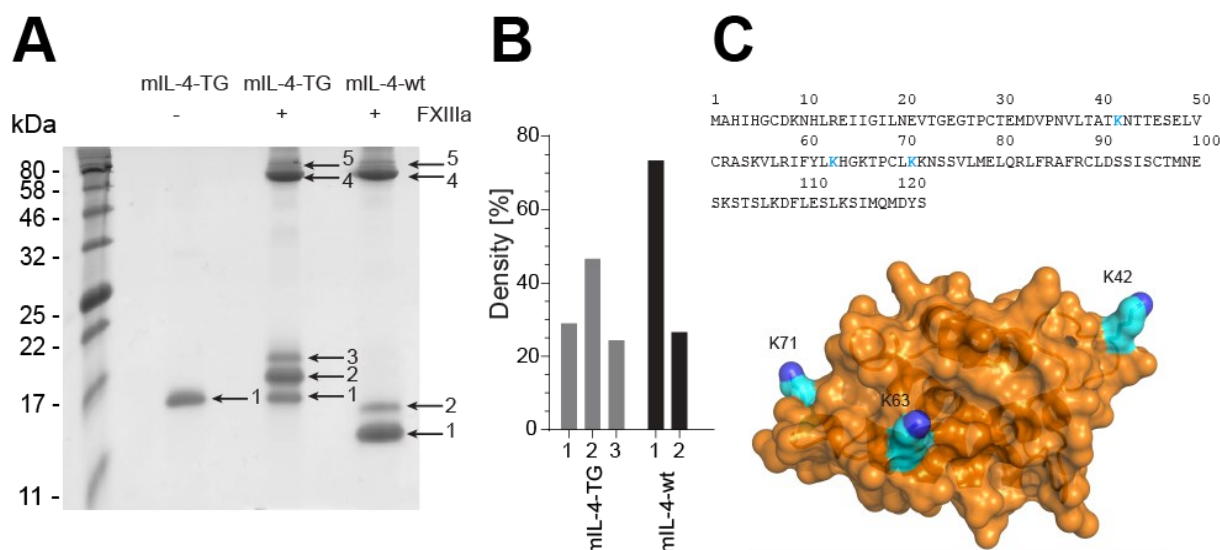 A
mIL-4-TG mIL-4-TG mIL-4-wt
- + + FXIIIa
kDa
80 -
58 -
46 -
32 -
25 -
22 -
17 -
11 -
5
4
3
2
1
1
5
4
2
1
B
Density [%]
80
60
40
20
0
1 2 3 1 2
mIL-4-TG
mIL-4-wt
C
1 10 20 30 40 50
MAHIHGCDKNHLREIIGILNEVTGEGTPCTEMDVPNVLTATKNTTESELV
60 70 80 90 100
CRASKVLRIFYLKHGKTPCLKKNSSVLMELQRLFRAFRCLDSSISCTMNE
110 120
SKSTSLKDFLESLKSIMQMDYS
K42
K71
K63